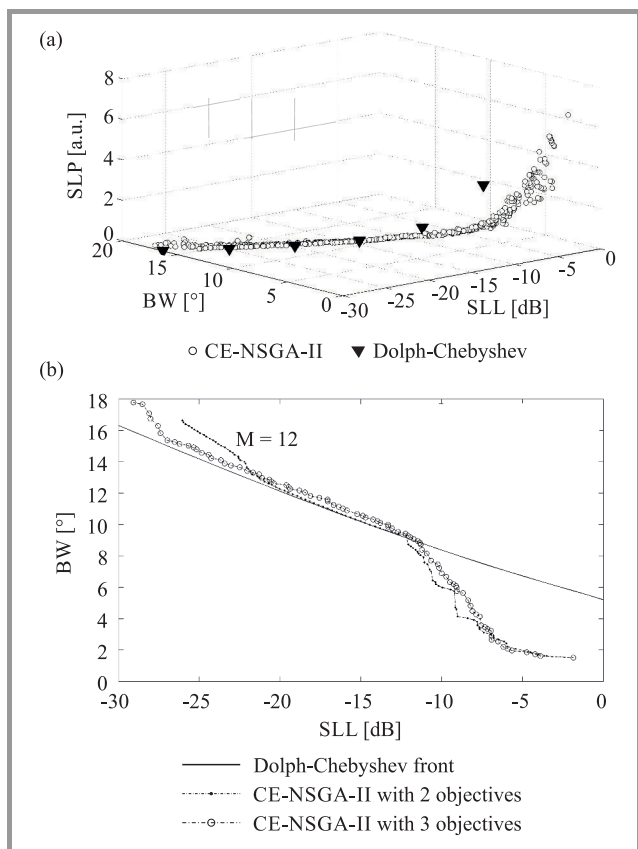 (a)
8
6
4
2
0
SLP [a.u.]
20
15
10
5
0
BW [°]
-30
-25
-20
-15
-10
-5
0
SLL [dB]
CE-NSGA-II
Dolph-Chebyshev
(b)
18
16
14
12
10
8
6
4
2
0
BW [°]
M = 12
-30
-25
-20
-15
-10
-5
0
SLL [dB]
Dolph-Chebyshev front
CE-NSGA-II with 2 objectives
CE-NSGA-II with 3 objectives